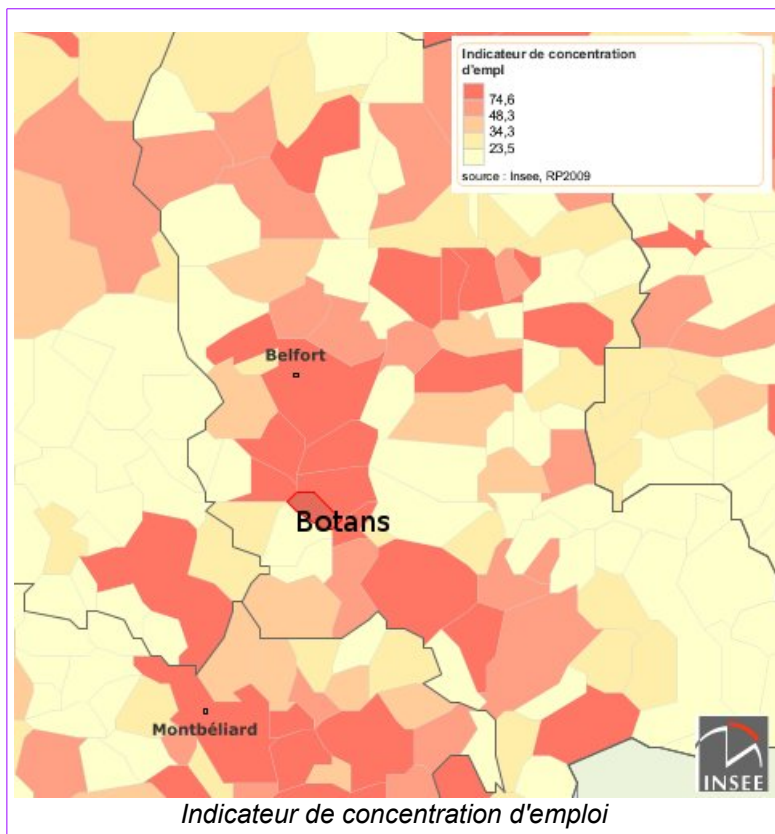 Indicateur de concentration
d'empl
74,6
48,3
34,3
23,5
source : Insee, RP2009
Belfort
Botans
Montbéliard
INSEE
Indicateur de concentration d'emploi